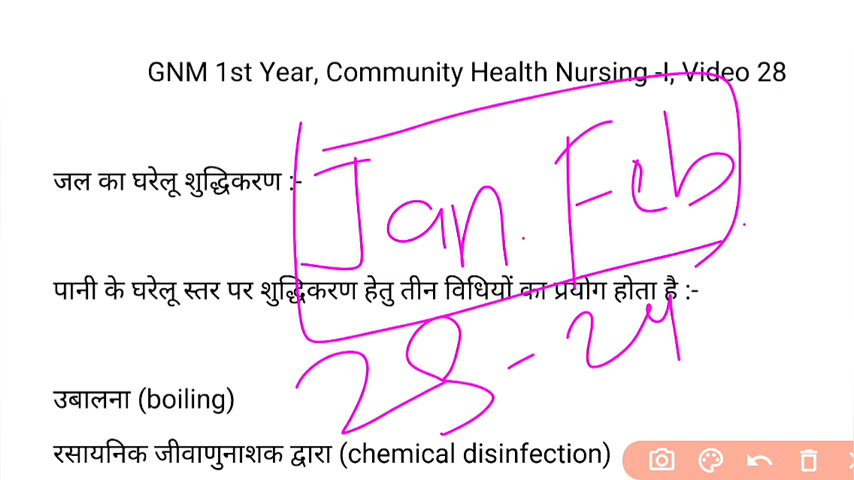 GNM 1st Year, Community Health Nursing -I, Video 28
जल का घरेलू शुद्धिकरण :-
Jan. Feb
पानी के घरेलू स्तर पर शुद्धिकरण हेतु तीन विधियों का प्रयोग होता है :-
28 - 24
उबालना (boiling)
रसायनिक जीवाणुनाशक द्वारा (chemical disinfection)